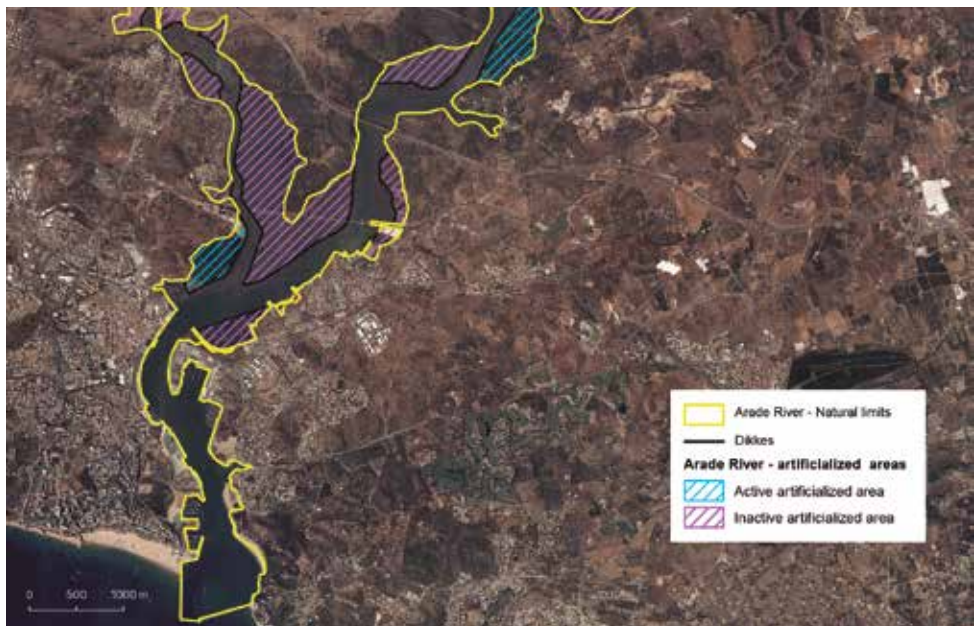 Arade River - Natural limits
Dikkes
Arade River - artificialized areas
Active artificialized area
Inactive artificialized area
0 500 1000 m